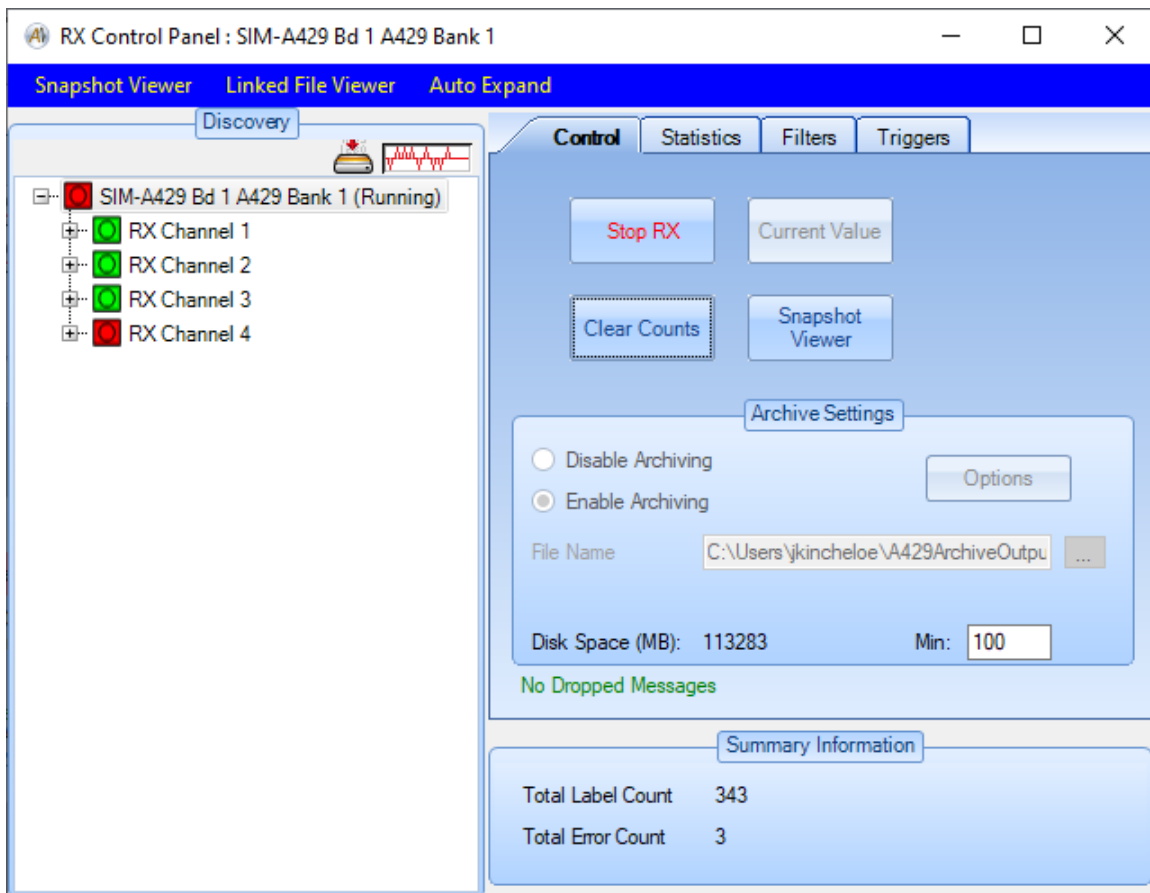 RX Control Panel : SIM-A429 Bd 1 A429 Bank 1
Snapshot Viewer Linked File Viewer Auto Expand
Discovery
SIM-A429 Bd 1 A429 Bank 1 (Running)
RX Channel 1
RX Channel 2
RX Channel 3
RX Channel 4
Control Statistics Filters Triggers
Stop RX Current Value
Clear Counts Snapshot
Viewer
Archive Settings
Disable Archiving
Options
Enable Archiving
File Name C:\Users\jkincheloe\A429ArchiveOutpu ...
Disk Space (MB): 113283 Min: 100
No Dropped Messages
Summary Information
Total Label Count 343
Total Error Count 3